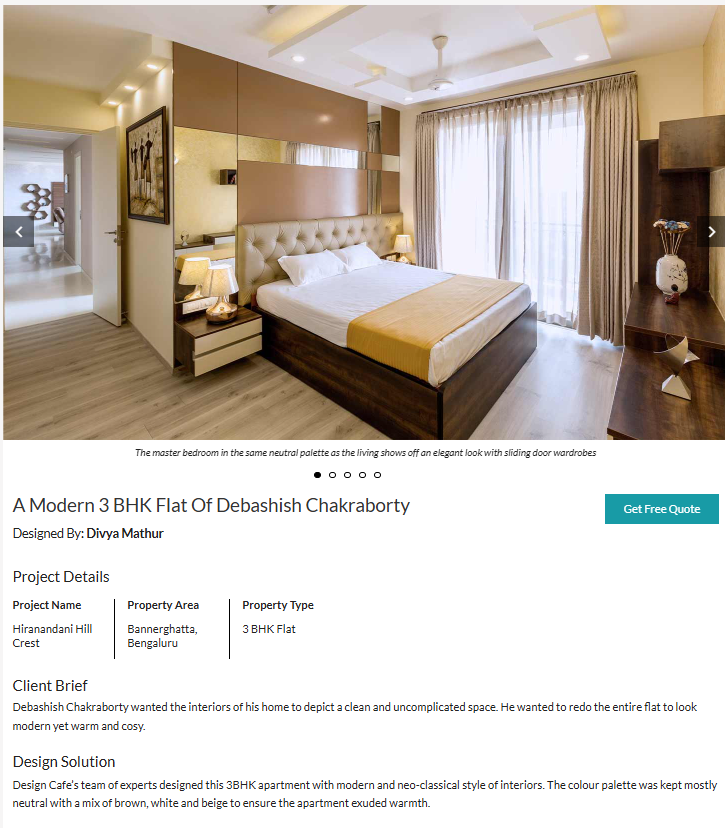 The master bedroom in the same neutral palette as the living shows off an elegant look with sliding door wardrobes
A Modern 3 BHK Flat Of Debashish Chakraborty
Get Free Quote
Designed By: Divya Mathur
Project Details
Project Name
Property Area
Property Type
Hiranandani Hill
Crest
Bannerghatta,
Bengaluru
3 BHK Flat
Client Brief
Debashish Chakraborty wanted the interiors of his home to depict a clean and uncomplicated space. He wanted to redo the entire flat to look
modern yet warm and cosy.
Design Solution
Design Cafe's team of experts designed this 3BHK apartment with modern and neo-classical style of interiors. The colour palette was kept mostly
neutral with a mix of brown, white and beige to ensure the apartment exuded warmth.